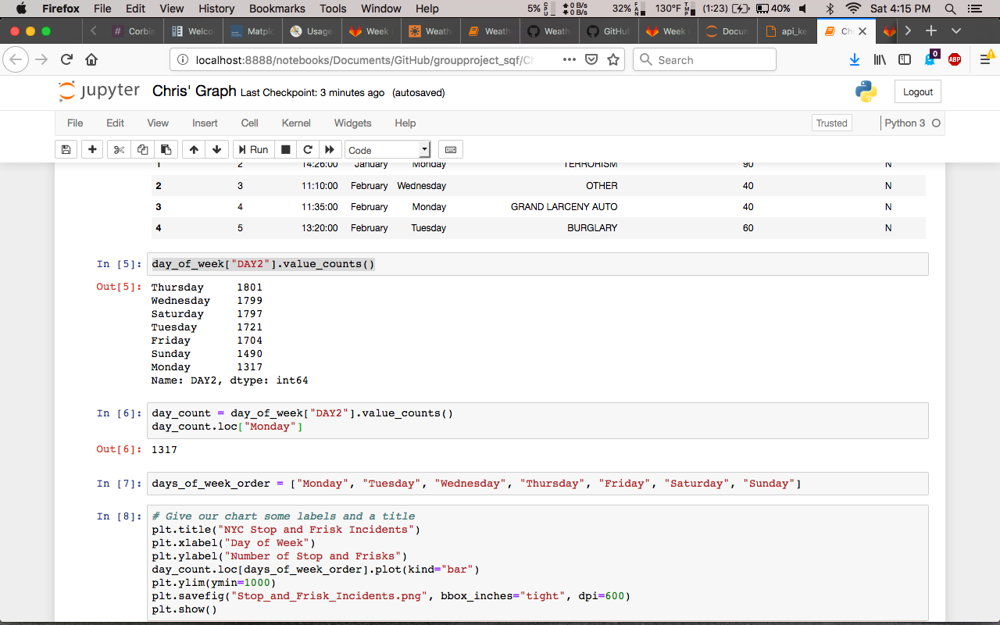 Firefox File Edit View History Bookmarks Tools Window Help 5% CPU 0 B/s 0 B/s 32% FAN 130°F TMP (1:23) 40% Sat 4:15 PM
# Corbin Welco Matplo Usage Week Weath Weath Weath GitHub Week Docum api_ke Ch
localhost:8888/notebooks/Documents/GitHub/groupproject_sqf/Ch Search 0 ABP
jupyter Chris' Graph Last Checkpoint: 3 minutes ago (autosaved) Logout
File Edit View Insert Cell Kernel Widgets Help Trusted Python 3
Run Code
1 2 14:26:00 January Monday TERRORISM 90 N
2 3 11:10:00 February Wednesday OTHER 40 N
3 4 11:35:00 February Monday GRAND LARCENY AUTO 40 N
4 5 13:20:00 February Tuesday BURGLARY 60 N
In [5]: day_of_week["DAY2"].value_counts()
Out[5]: Thursday 1801
Wednesday 1799
Saturday 1797
Tuesday 1721
Friday 1704
Sunday 1490
Monday 1317
Name: DAY2, dtype: int64
In [6]: day_count = day_of_week["DAY2"].value_counts()
day_count.loc["Monday"]
Out[6]: 1317
In [7]: days_of_week_order = ["Monday", "Tuesday", "Wednesday", "Thursday", "Friday", "Saturday", "Sunday"]
In [8]: # Give our chart some labels and a title
plt.title("NYC Stop and Frisk Incidents")
plt.xlabel("Day of Week")
plt.ylabel("Number of Stop and Frisks")
day_count.loc[days_of_week_order].plot(kind="bar")
plt.ylim(ymin=1000)
plt.savefig("Stop_and_Frisk_Incidents.png", bbox_inches="tight", dpi=600)
plt.show()